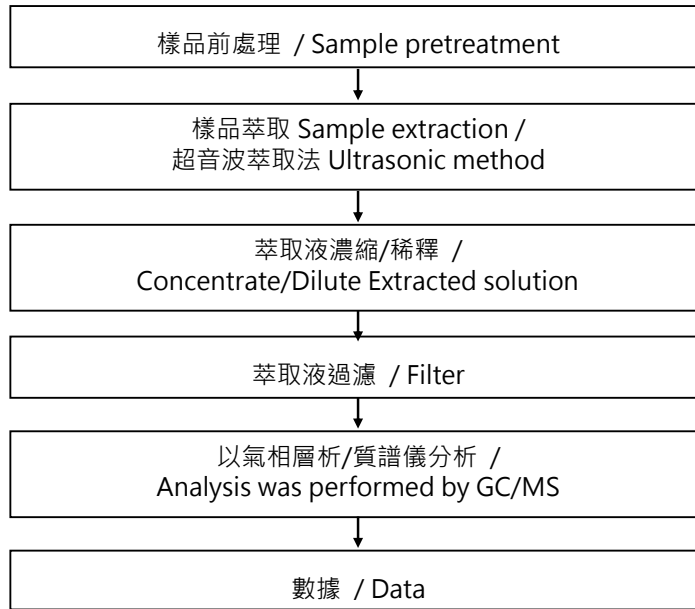 樣品前處理 / Sample pretreatment
樣品萃取 Sample extraction /
超音波萃取法 Ultrasonic method
萃取液濃縮/稀釋 /
Concentrate/Dilute Extracted solution
萃取液過濾 / Filter
以氣相層析/質譜儀分析 /
Analysis was performed by GC/MS
數據 / Data